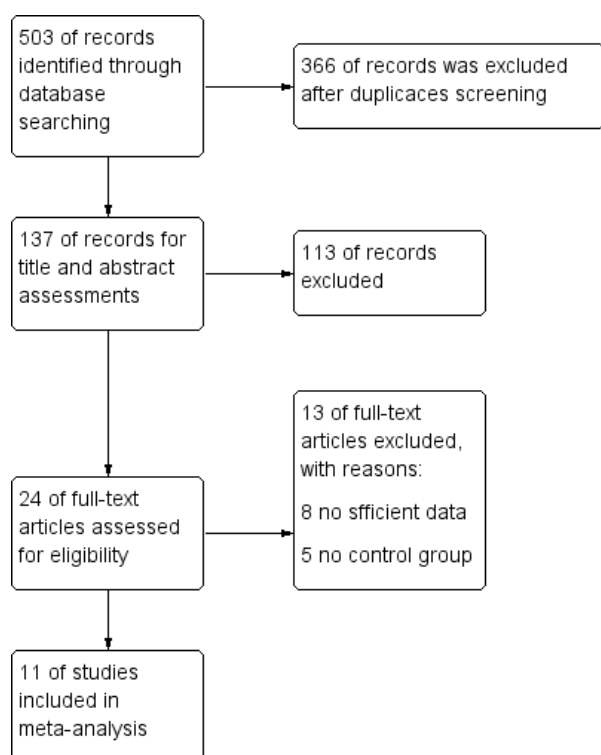 503 of records
identified through
database
searching
366 of records was excluded
after duplicaces screening
137 of records for
title and abstract
assessments
113 of records
excluded
13 of full-text
articles excluded,
with reasons:
8 no sfficient data
5 no control group
24 of full-text
articles assessed
for eligibility
11 of studies
included in
meta-analysis